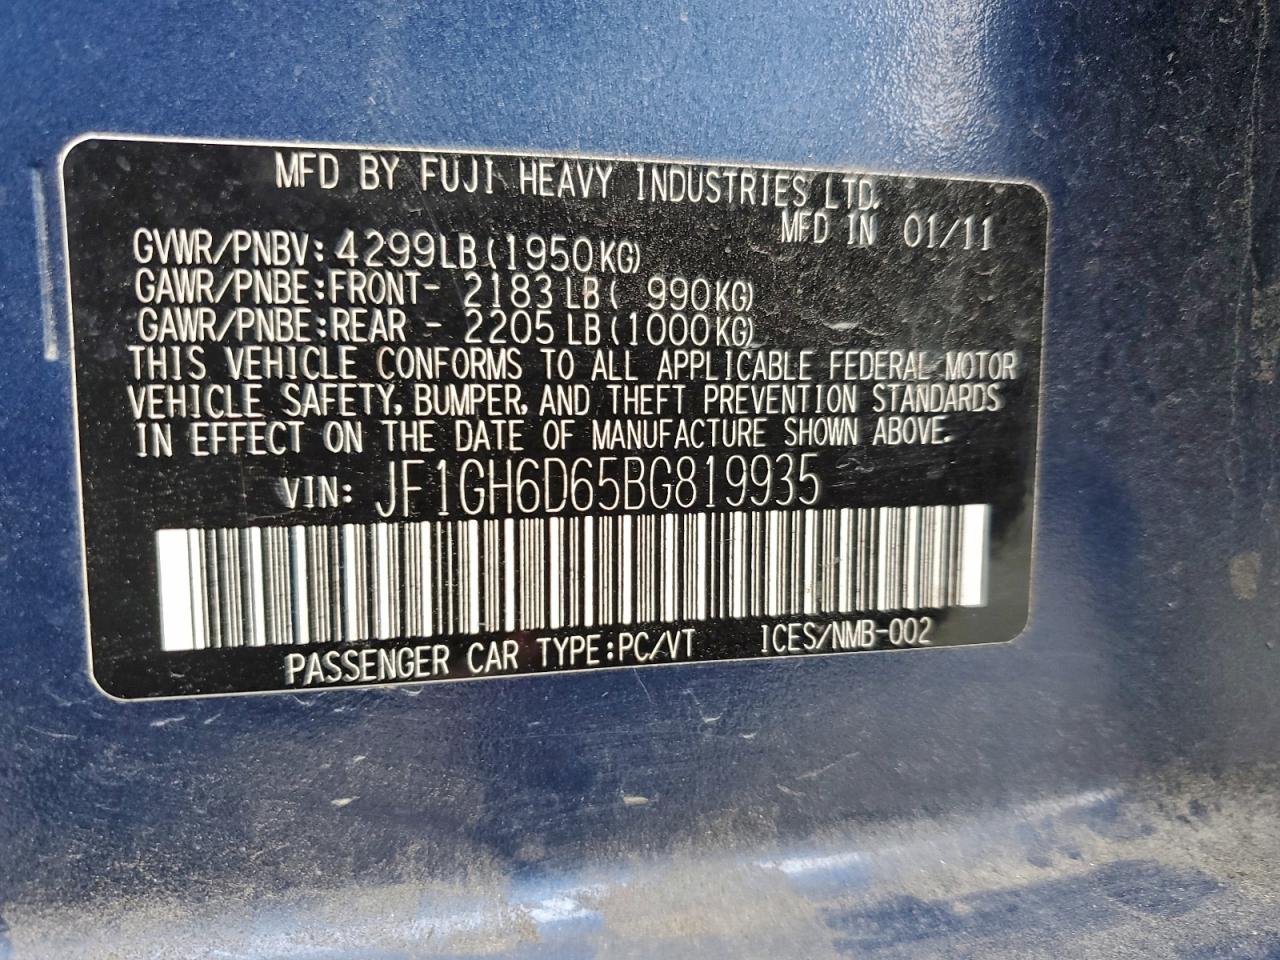 MFD BY FUJI HEAVY INDUSTRIES LTD.
MFD IN 01/11
GVWR/PNBV: 4299LB(1950KG)
GAWR/PNBE:FRONT- 2183LB( 990KG)
GAWR/PNBE:REAR - 2205LB(1000KG)
THIS VEHICLE CONFORMS TO ALL APPLICABLE FEDERAL MOTOR
VEHICLE SAFETY, BUMPER, AND THEFT PREVENTION STANDARDS
IN EFFECT ON THE DATE OF MANUFACTURE SHOWN ABOVE.
VIN: JF1GH6D65BG819935
PASSENGER CAR TYPE:PC/VT ICES/NMB-002